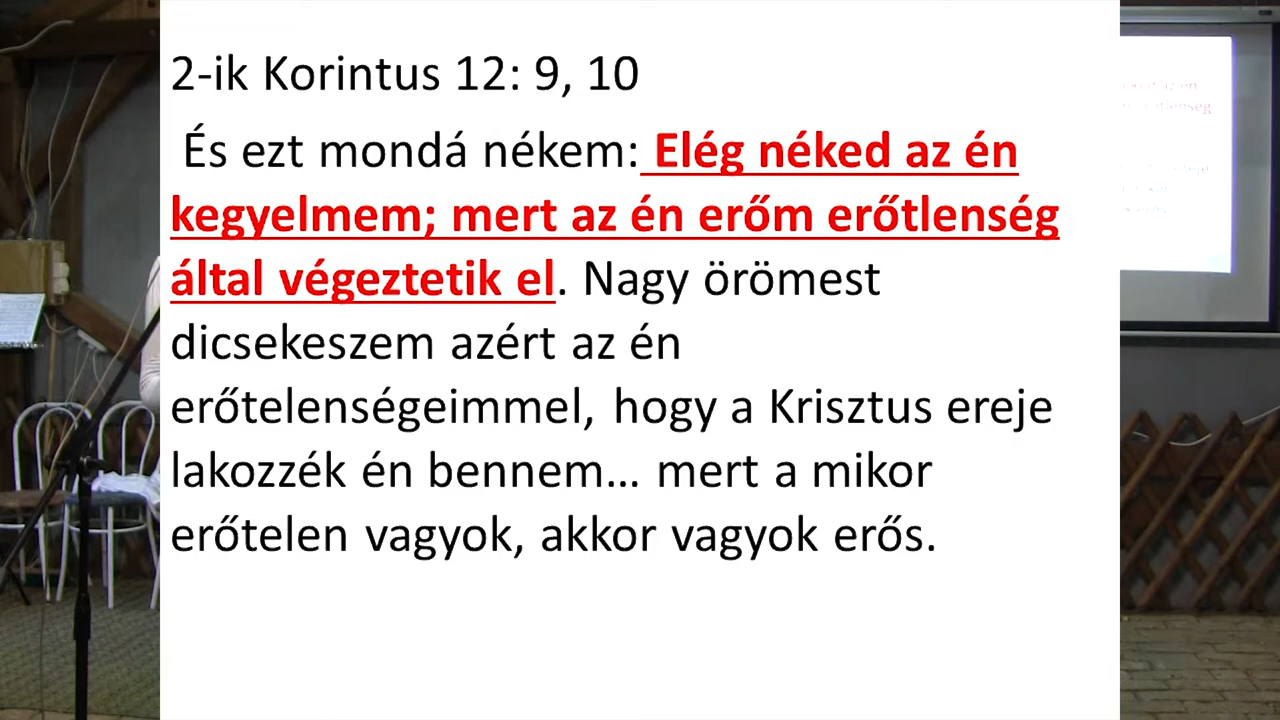 2-ik Korintus 12: 9, 10
És ezt mondá nékem: Elég néked az én
kegyelmem; mert az én erőm erőtlenség
által végeztetik el. Nagy örömest
dicsekeszem azért az én
erőtelenségeimmel, hogy a Krisztus ereje
lakozzék én bennem... mert a mikor
erőtelen vagyok, akkor vagyok erős.